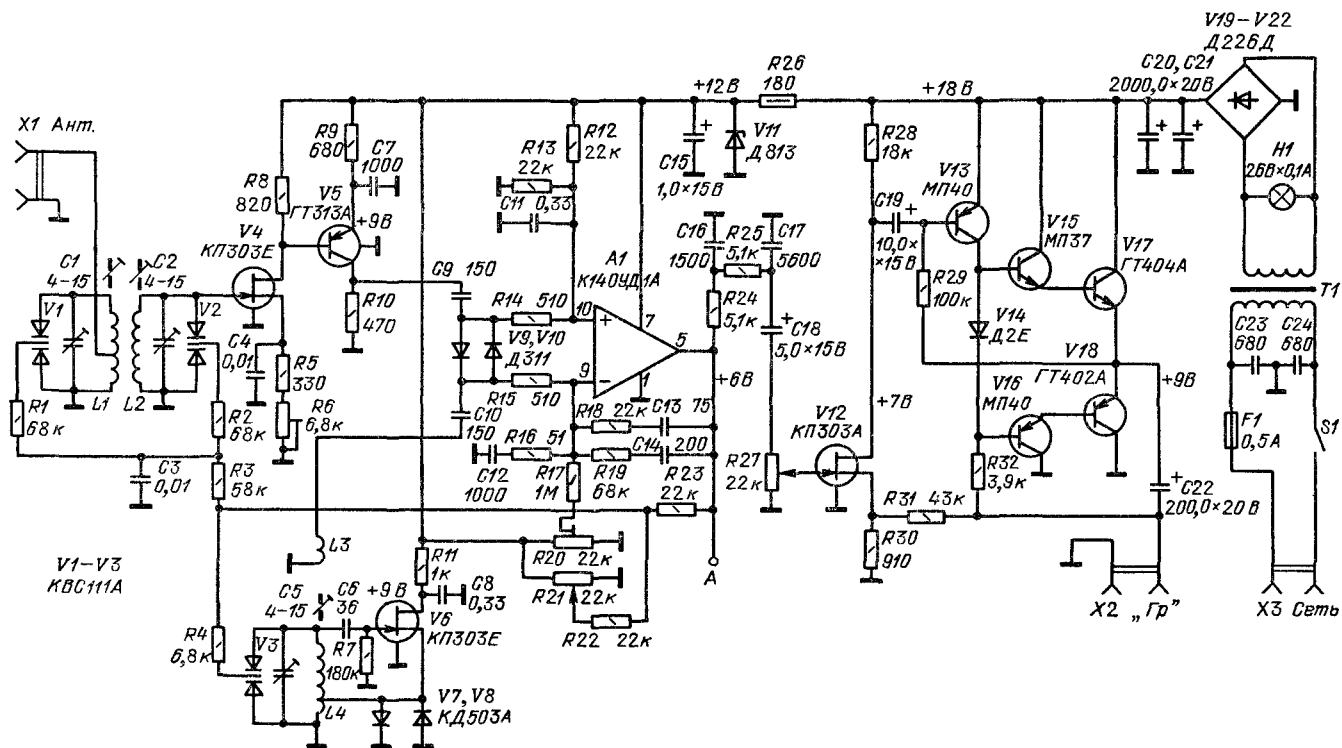 V19–V22
Д226Д
C20, C21
2000,0×20В
R26
180
+12В
+18В
X1 Ант.
R9
680
C7
1000
R13
22к
R12
22к
C15
1,0×15В
V11
Д813
R28
18к
V13
МП40
H1
26В×0,1А
R8
820
V5
ГТ313А
+9В
C11
0,33
C19
10,0×
×15В
V15
МП37
V17
ГТ404А
V4
КП303Е
C16
1500
R25
5,1к
C17
5600
C1
4–15
C2
4–15
C9
150
A1
К140УД1А
R29
100к
T1
V1
V2
R10
470
R14
510
10
7
5
R24
5,1к
V14
Д2Е
C23
680
C24
680
C4
0,01
V9, V10
Д311
C18
5,0×15В
V18
ГТ402А
R5
330
9
1
+6В
+9В
R1
68к
L1
L2
R2
68к
R6
6,8к
R15
510
C10
150
R18
22к
C13
75
V12
КП303А
+7В
V16
МП40
F1
0,5А
S1
R16
51
C14
200
C3
0,01
R3
58к
C12
1000
R17
1М
R19
68к
R23
22к
R27
22к
R32
3,9к
R31
43к
C22
200,0×20В
V1–V3
КВС111А
L3
R11
1к
R20
22к
А
R30
910
C5
4–15
C6
36
+9В
C8
0,33
R21
22к
X2 „Гр"
X3
Сеть
R4
6,8к
V3
R7
180к
V6
КП303Е
R22
22к
L4
V7, V8
КД503А